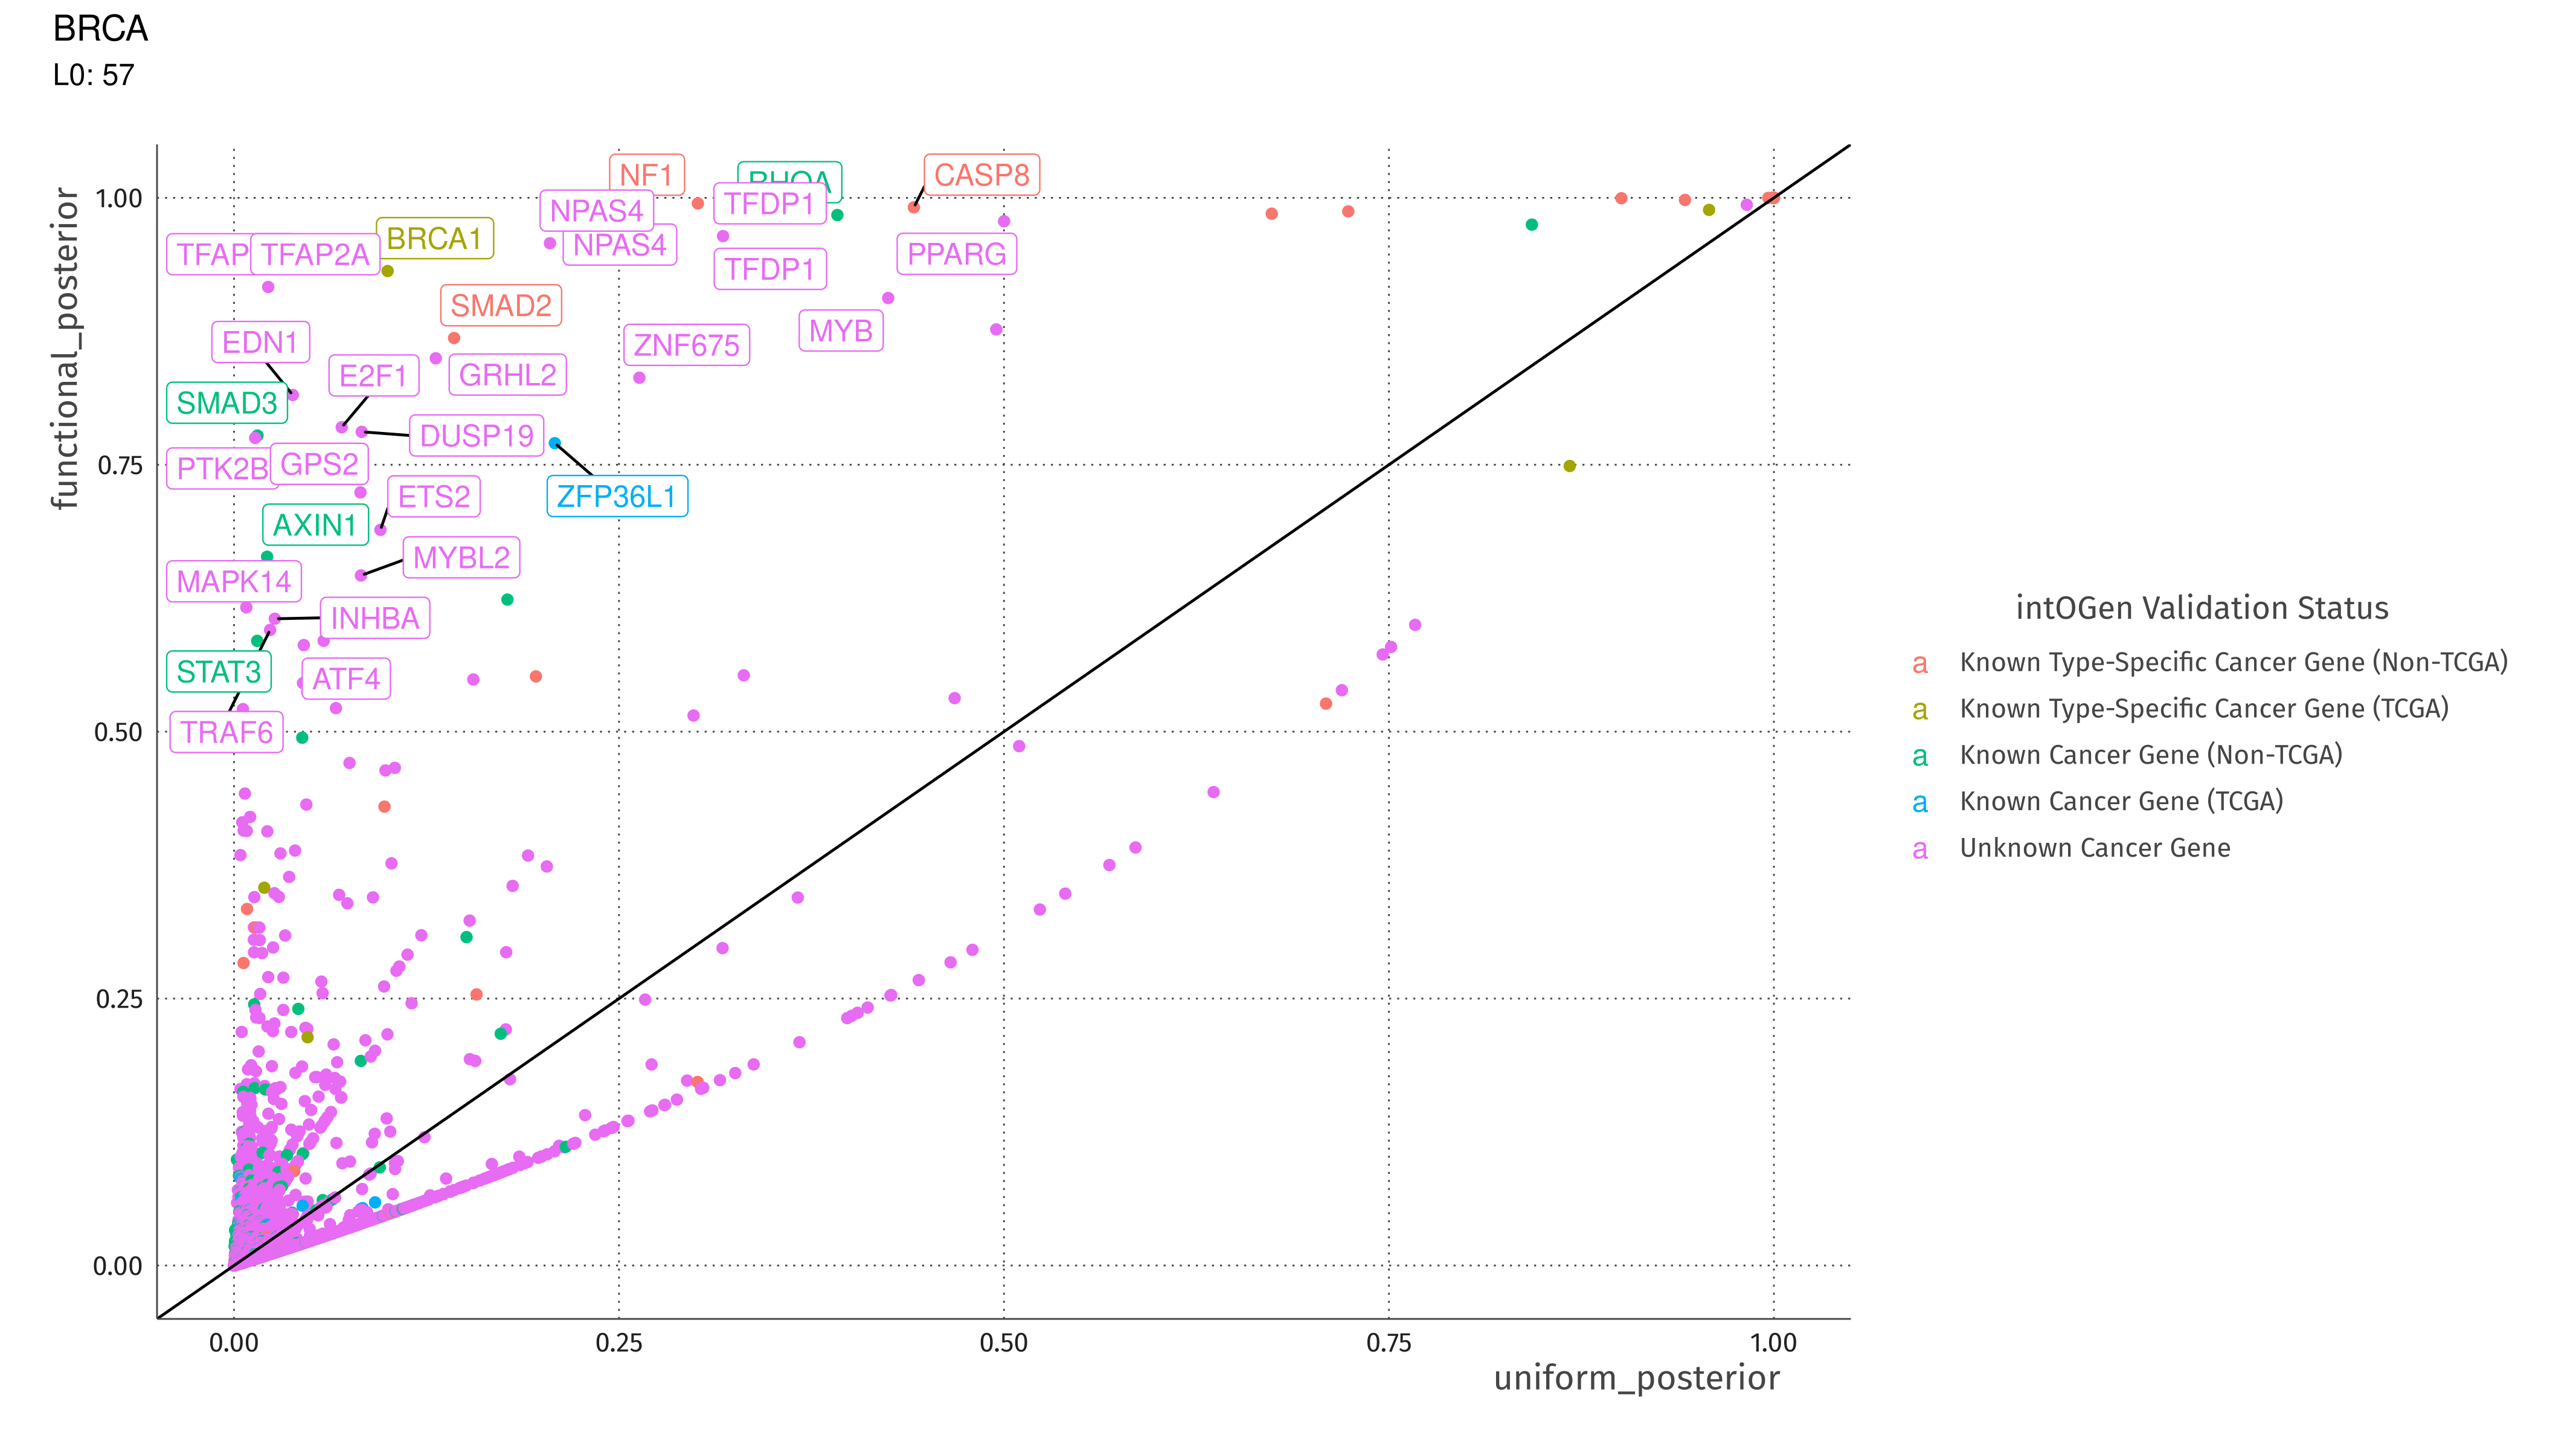 BRCA
L0: 57
functional_posterior
1.00
0.75
0.50
0.25
0.00
NF1
RHOA
CASP8
NPAS4
TFDP1
BRCA1
NPAS4
TFAP
TFAP2A
PPARG
TFDP1
SMAD2
MYB
EDN1
ZNF675
E2F1
GRHL2
SMAD3
DUSP19
PTK2B
GPS2
ETS2
ZFP36L1
AXIN1
MYBL2
MAPK14
INHBA
STAT3
ATF4
TRAF6
0.00
0.25
0.50
0.75
1.00
uniform_posterior
intOGen Validation Status
a Known Type-Specific Cancer Gene (Non-TCGA)
a Known Type-Specific Cancer Gene (TCGA)
a Known Cancer Gene (Non-TCGA)
a Known Cancer Gene (TCGA)
a Unknown Cancer Gene